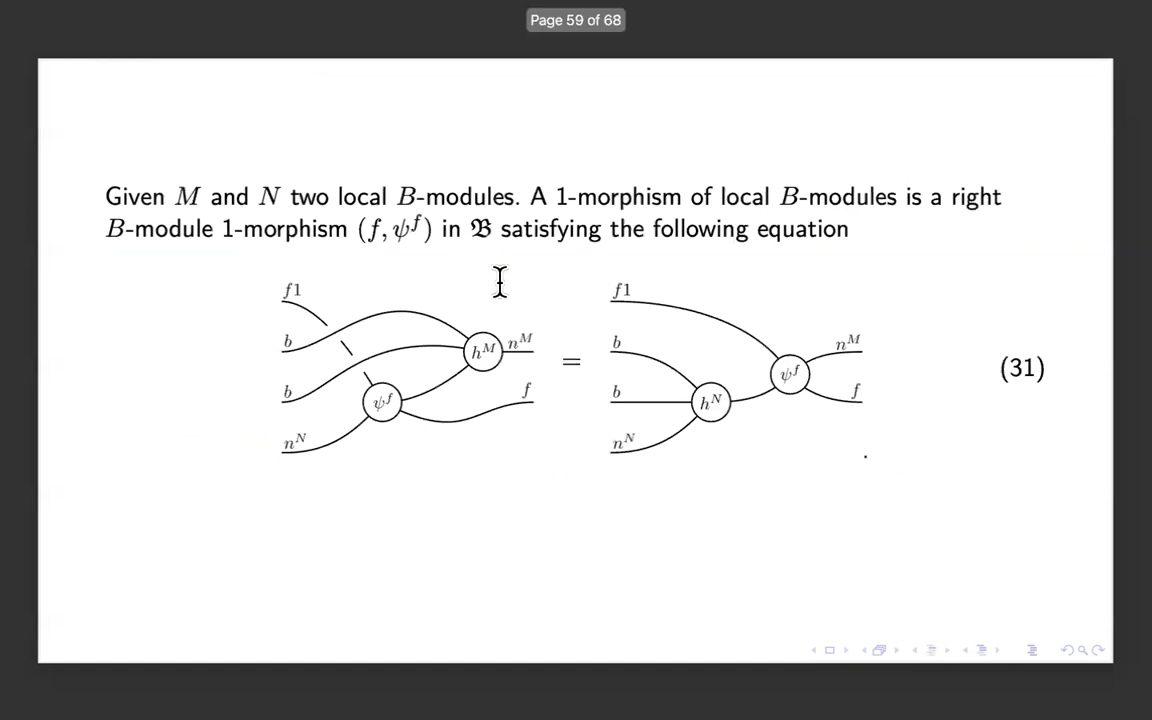 Page 59 of 68
Given M and N two local B-modules. A 1-morphism of local B-modules is a right
B-module 1-morphism (f, ψ^f) in 𝔅 satisfying the following equation
f1
b
b
n^N
ψ^f
h^M
n^M
f
=
f1
b
b
n^N
h^N
ψ^f
n^M
f
.
(31)